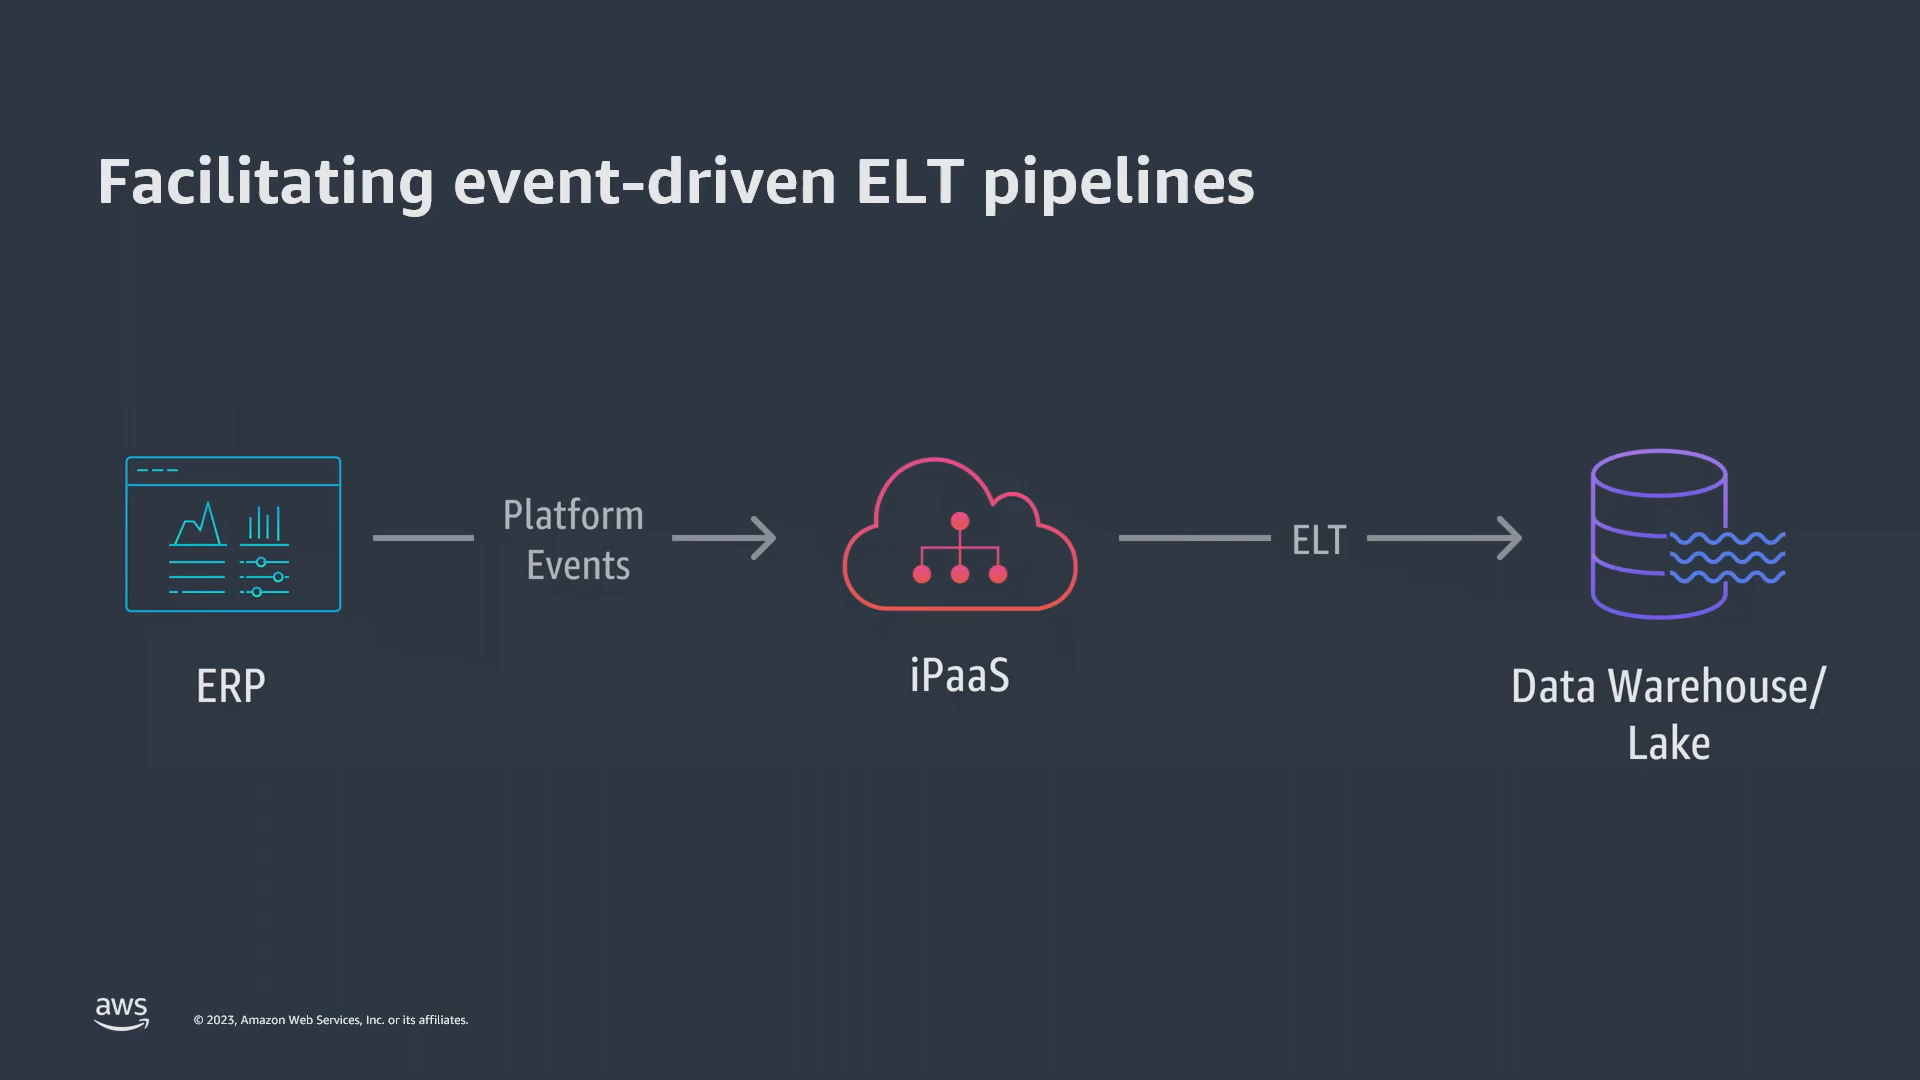 Facilitating event-driven ELT pipelines
Platform
Events
ELT
ERP
iPaaS
Data Warehouse/
Lake
aws
© 2023, Amazon Web Services, Inc. or its affiliates.